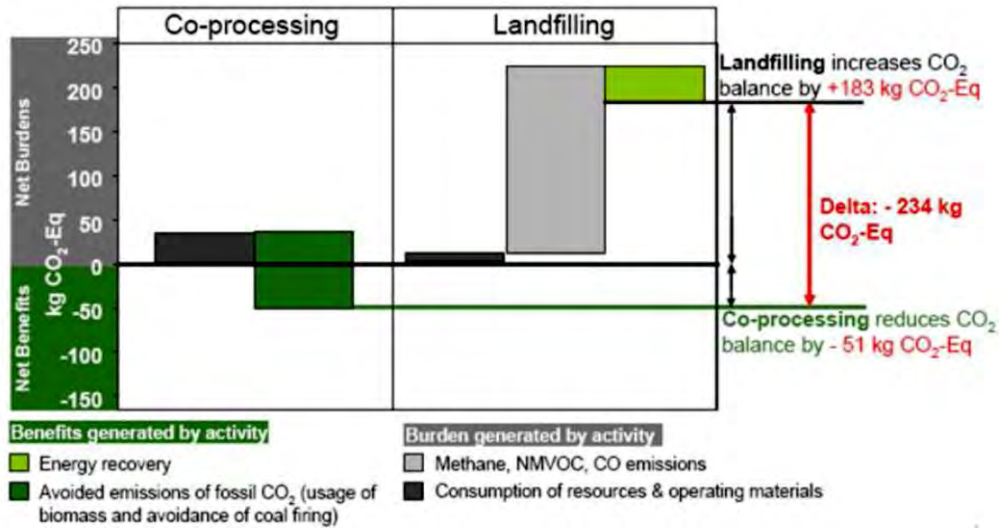 Co-processing
Landfilling
Net Burdens
Net Benefits
kg CO₂-Eq
250
200
150
100
50
0
-50
-100
-150
Landfilling increases CO₂
balance by +183 kg CO₂-Eq
Delta: - 234 kg
CO₂-Eq
Co-processing reduces CO₂
balance by - 51 kg CO₂-Eq
Benefits generated by activity
Energy recovery
Avoided emissions of fossil CO₂ (usage of
biomass and avoidance of coal firing)
Burden generated by activity
Methane, NMVOC, CO emissions
Consumption of resources & operating materials